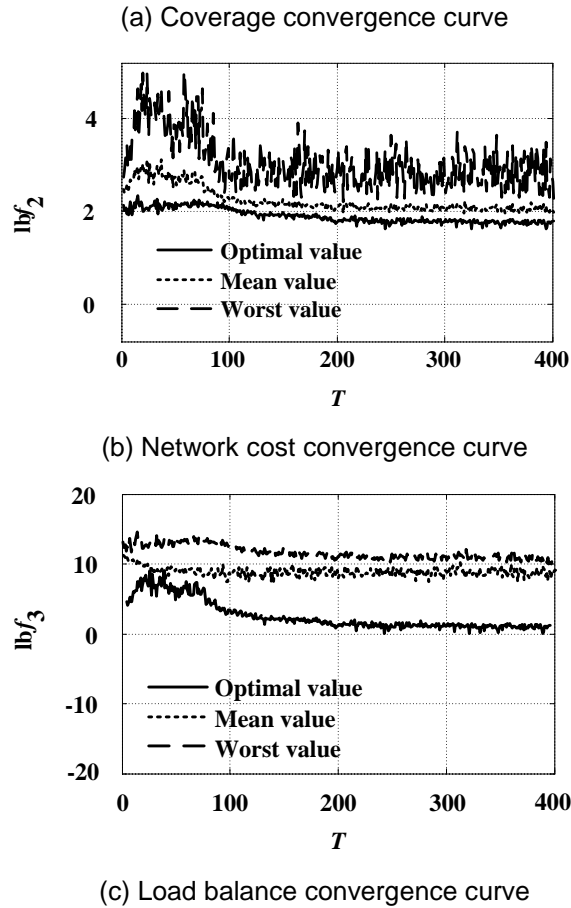 (a) Coverage convergence curve
4
2
0
lbf2
Optimal value
Mean value
Worst value
0 100 200 300 400
T
(b) Network cost convergence curve
20
10
0
-10
-20
lbf3
Optimal value
Mean value
Worst value
0 100 200 300 400
T
(c) Load balance convergence curve